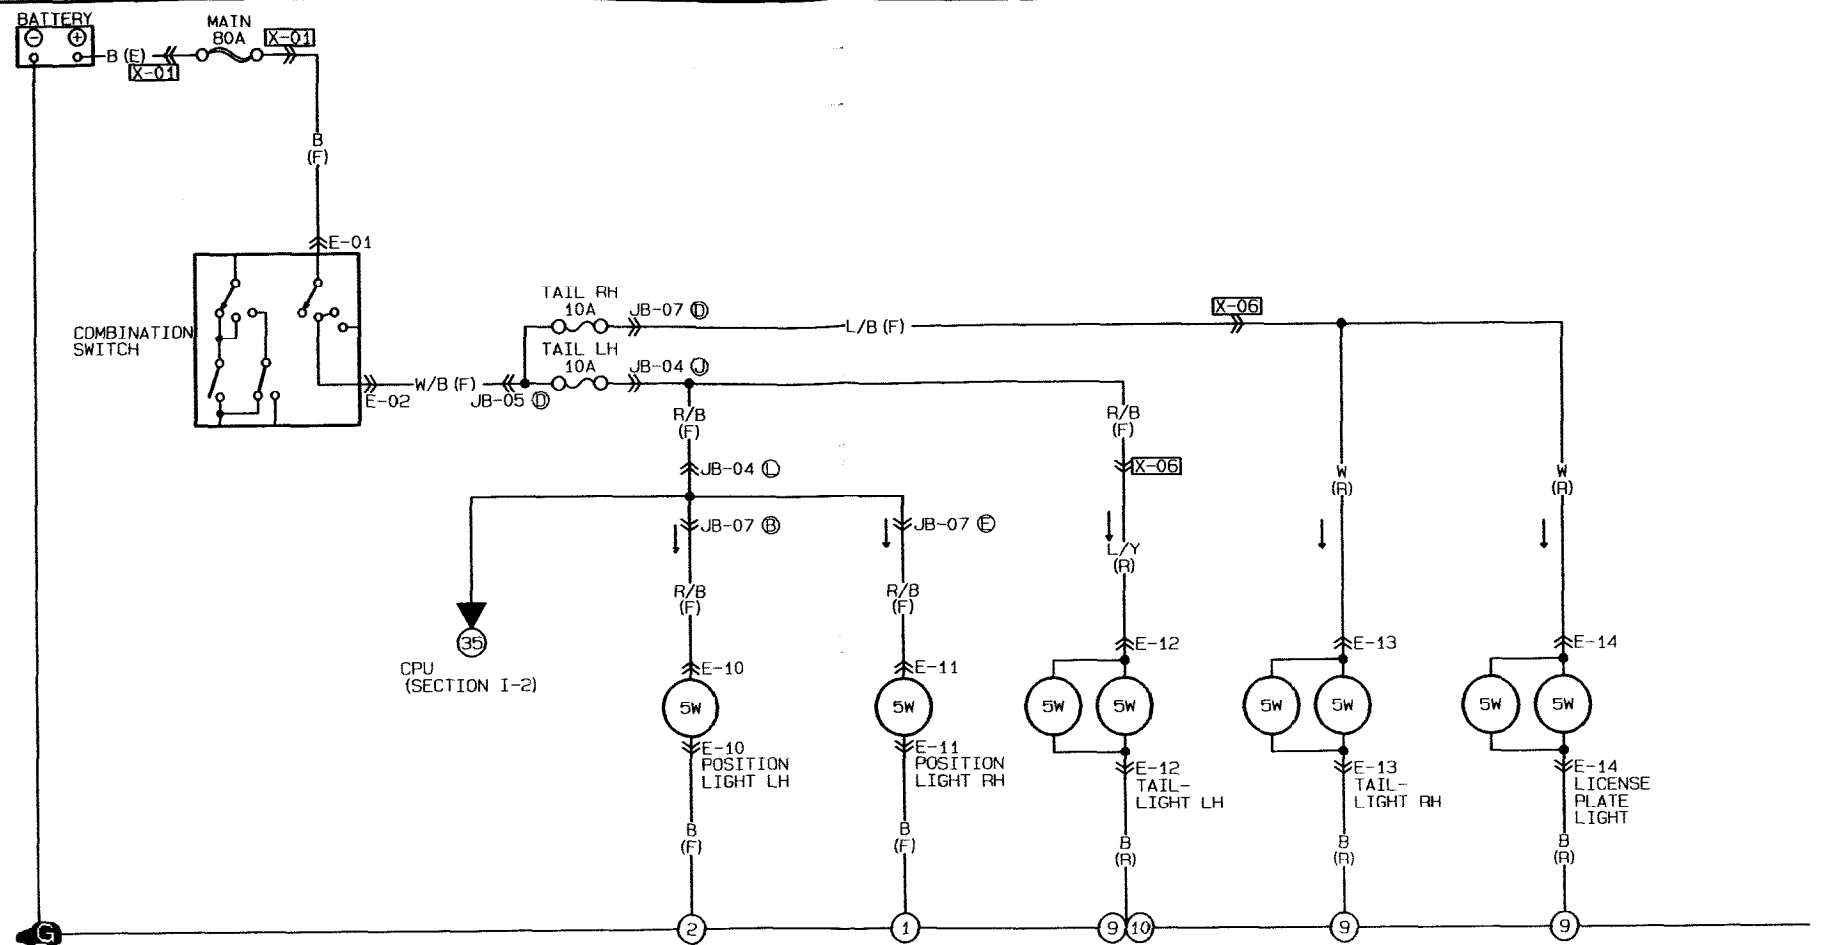 BATTERY
MAIN
80A
X-01
− +
B (E)
X-01
B
(F)
E-01
COMBINATION
SWITCH
E-02
W/B (F)
JB-05 D
TAIL RH
10A
JB-07 D
L/B (F)
X-06
TAIL LH
10A
JB-04 J
R/B
(F)
R/B
(F)
JB-04 L
X-06
W
(R)
W
(R)
JB-07 B
JB-07 E
L/Y
(R)
R/B
(F)
R/B
(F)
35
CPU
(SECTION I-2)
E-10
E-11
E-12
E-13
E-14
5W
5W
5W 5W
5W 5W
5W 5W
E-10
POSITION
LIGHT LH
E-11
POSITION
LIGHT RH
E-12
TAIL-
LIGHT LH
E-13
TAIL-
LIGHT RH
E-14
LICENSE
PLATE
LIGHT
B
(F)
B
(F)
B
(R)
B
(R)
B
(R)
G
2
1
9 10
9
9